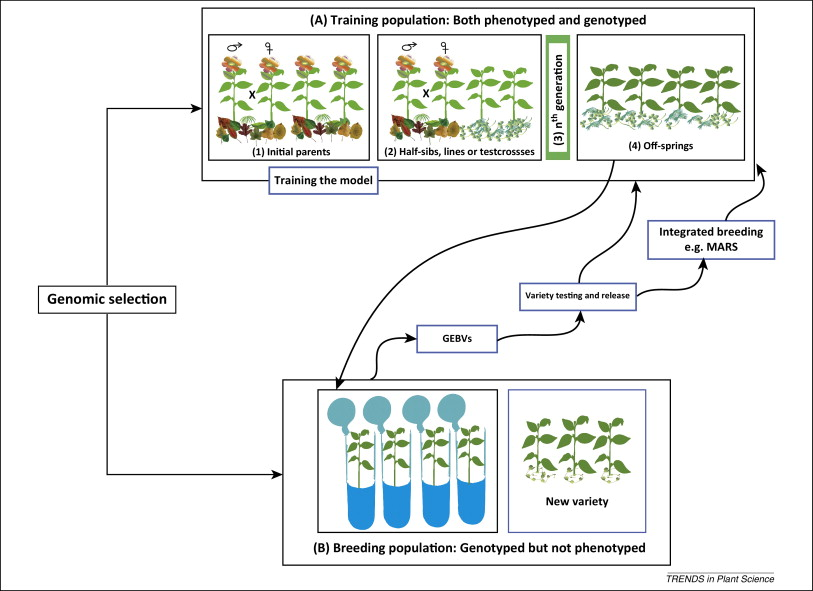 (A) Training population: Both phenotyped and genotyped
♂ ♀
X
(1) Initial parents
♂ ♀
X
(2) Half-sibs, lines or testcrossses
(3) nth generation
(4) Off-springs
Training the model
Integrated breeding
e.g. MARS
Genomic selection
Variety testing and release
GEBVs
New variety
(B) Breeding population: Genotyped but not phenotyped
TRENDS in Plant Science